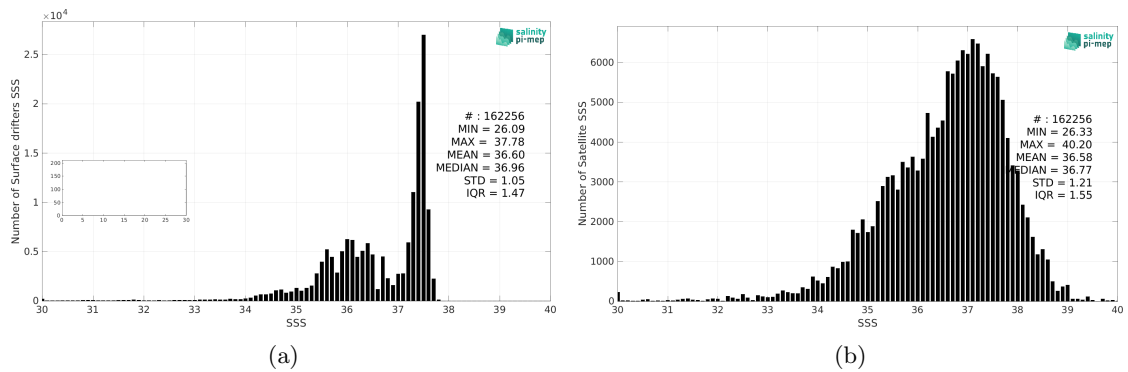 ×10⁴
salinity
pi-mep
Number of Surface drifters SSS
2.5
2
1.5
1
0.5
0
# : 162256
MIN = 26.09
MAX = 37.78
MEAN = 36.60
MEDIAN = 36.96
STD = 1.05
IQR = 1.47
200
150
100
50
0
0 5 10 15 20 25 30
30 31 32 33 34 35 36 37 38 39 40
SSS
(a)
salinity
pi-mep
Number of Satellite SSS
6000
5000
4000
3000
2000
1000
0
# : 162256
MIN = 26.33
MAX = 40.20
MEAN = 36.58
MEDIAN = 36.77
STD = 1.21
IQR = 1.55
30 31 32 33 34 35 36 37 38 39 40
SSS
(b)